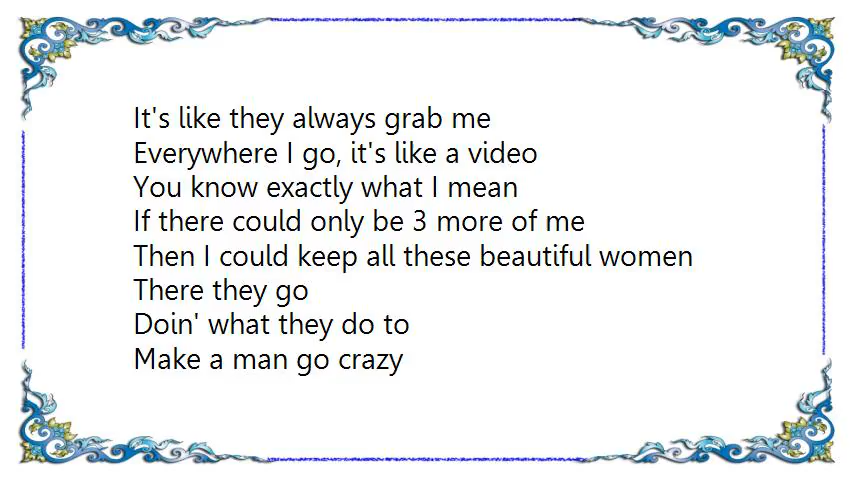 It's like they always grab me
Everywhere I go, it's like a video
You know exactly what I mean
If there could only be 3 more of me
Then I could keep all these beautiful women
There they go
Doin' what they do to
Make a man go crazy